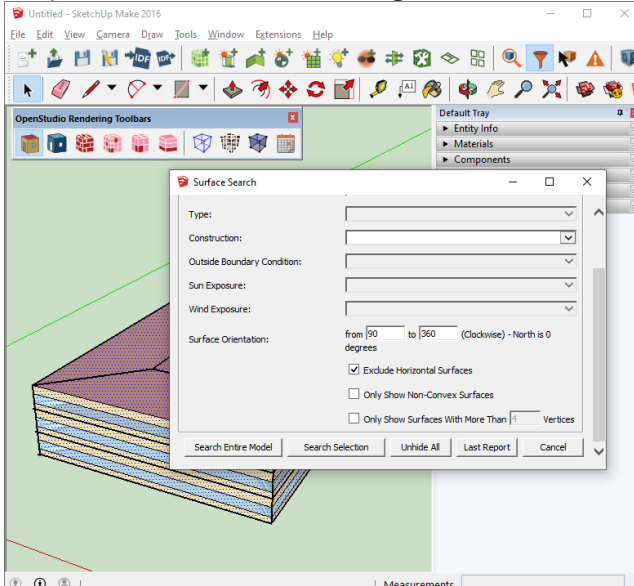 Untitled - SketchUp Make 2016
File Edit View Camera Draw Tools Window Extensions Help
IDF IDF+
A1
OpenStudio Rendering Toolbars
Default Tray
Entity Info
Materials
Components
Surface Search
Type:
Construction:
Outside Boundary Condition:
Sun Exposure:
Wind Exposure:
Surface Orientation:
from 90 to 360 (Clockwise) - North is 0
degrees
Exclude Horizontal Surfaces
Only Show Non-Convex Surfaces
Only Show Surfaces With More Than 4 Vertices
Search Entire Model Search Selection Unhide All Last Report Cancel
Measurements